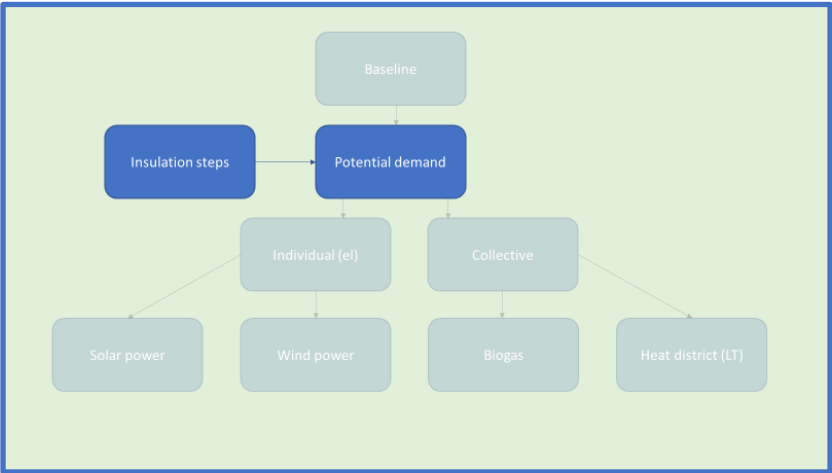 Baseline
Insulation steps
Potential demand
Individual (el)
Collective
Solar power
Wind power
Biogas
Heat district (LT)